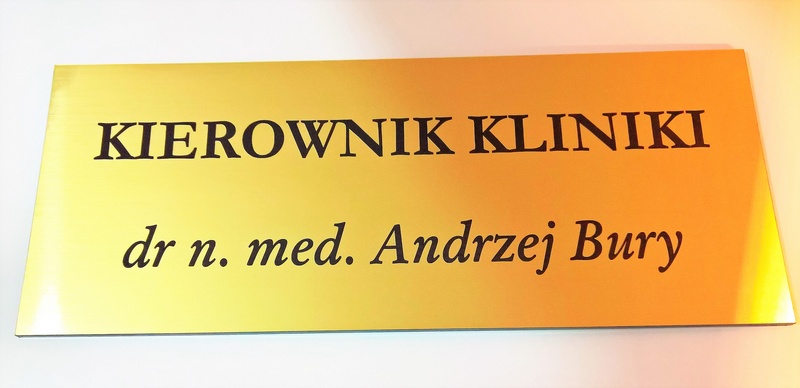 KIEROWNIK KLINIKI
dr n. med. Andrzej Bury